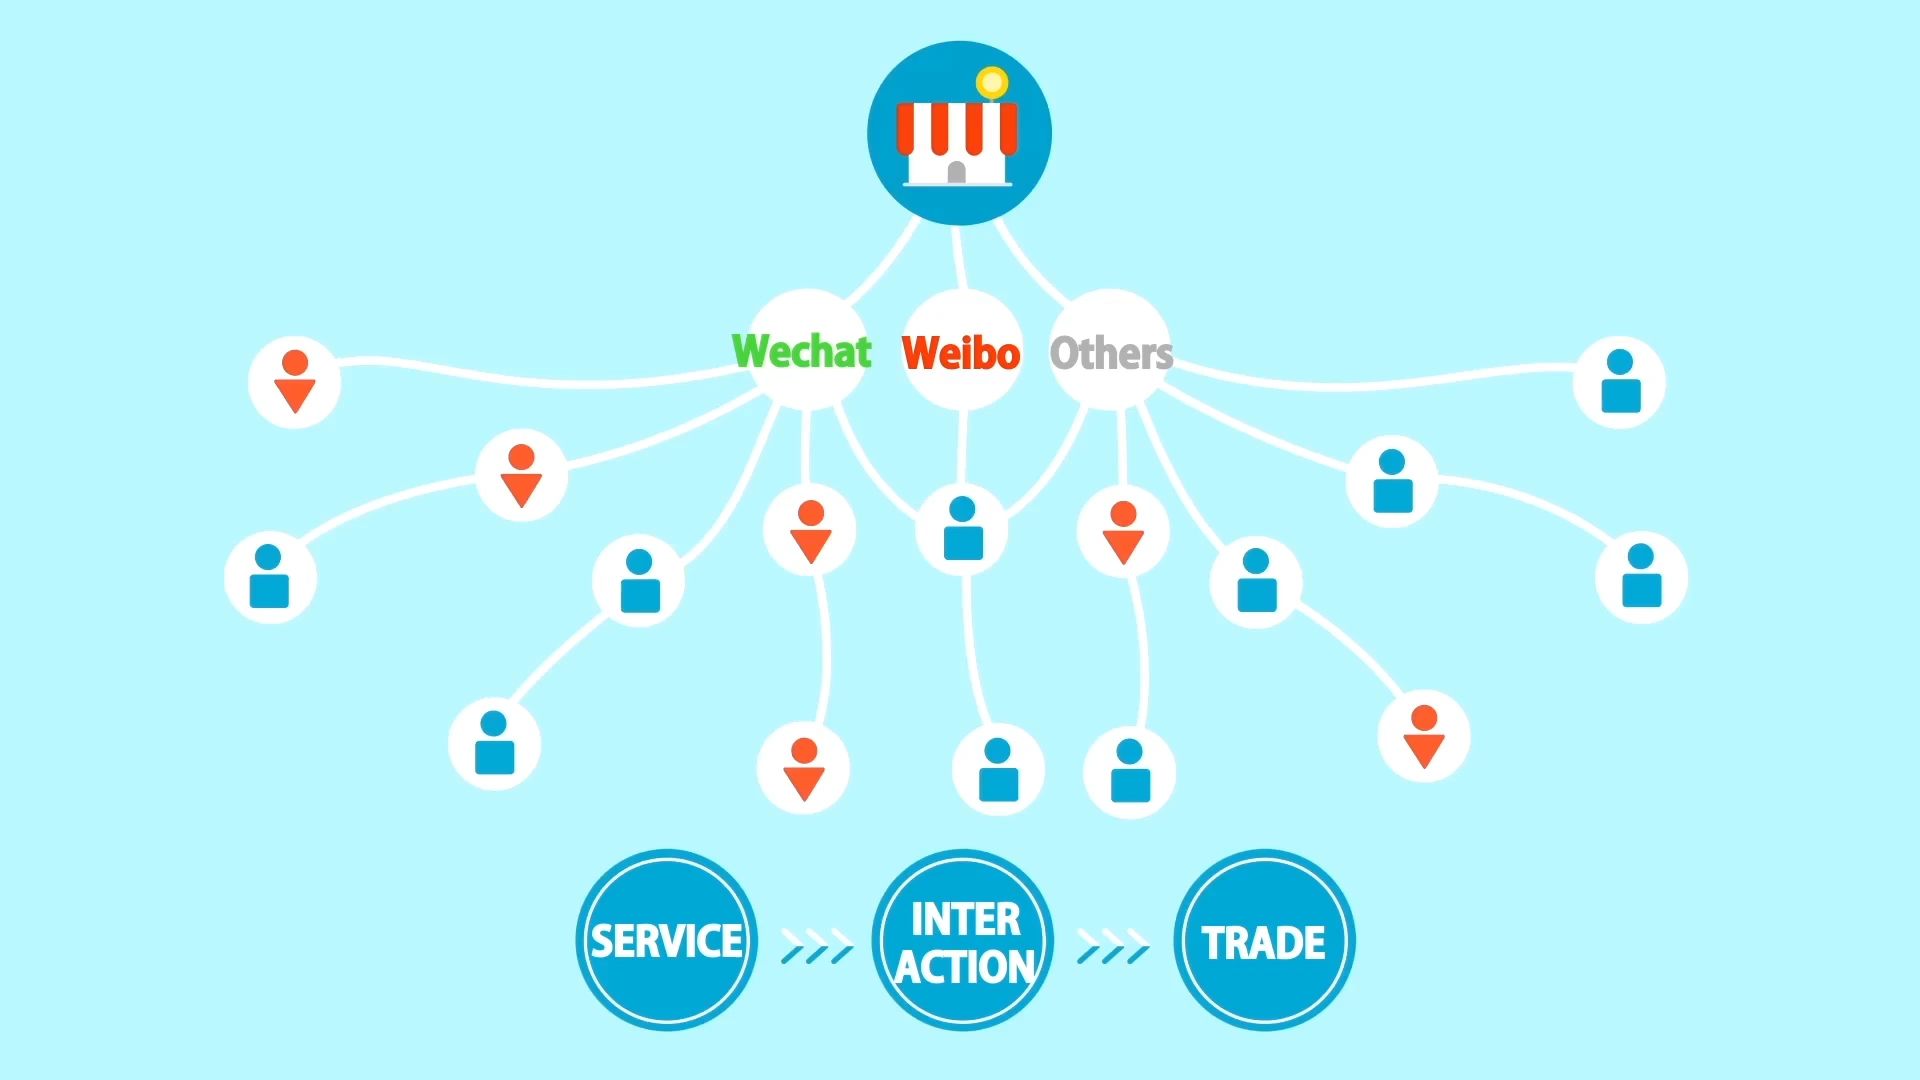 Wechat
Weibo
Others
SERVICE
INTER
ACTION
TRADE